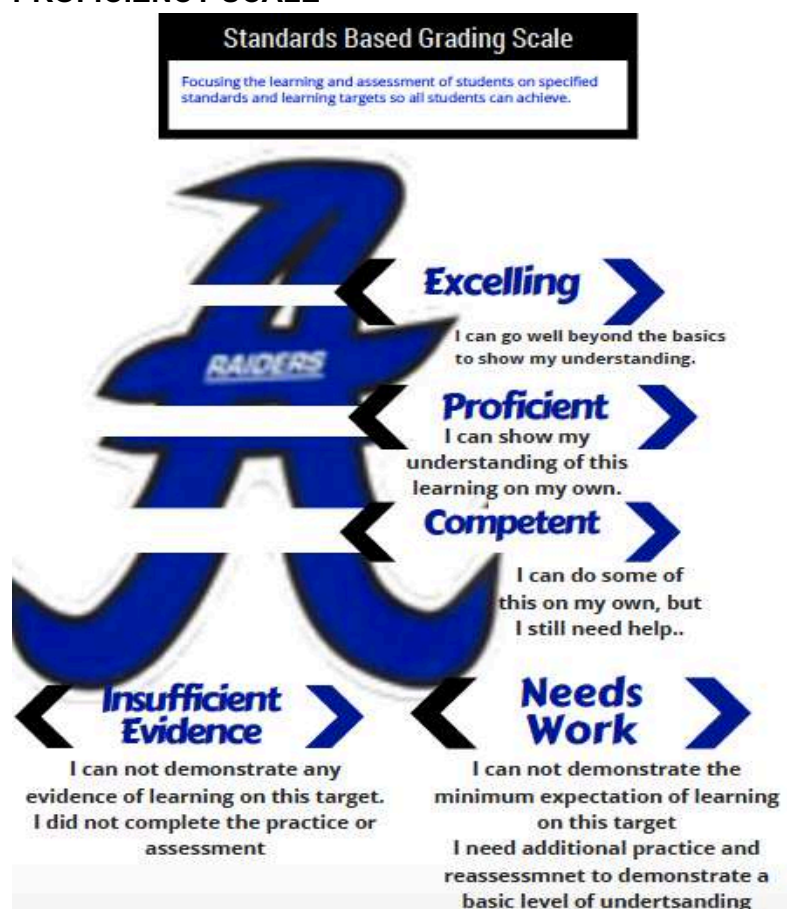 PROFICIENCY SCALE
Standards Based Grading Scale
Focusing the learning and assessment of students on specified
standards and learning targets so all students can achieve.
Excelling
I can go well beyond the basics
to show my understanding.
RAIDERS
Proficient
I can show my
understanding of this
learning on my own.
Competent
I can do some of
this on my own, but
I still need help..
Insufficient
Evidence
I can not demonstrate any
evidence of learning on this target.
I did not complete the practice or
assessment
Needs
Work
I can not demonstrate the
minimum expectation of learning
on this target
I need additional practice and
reassessmnet to demonstrate a
basic level of undertsanding